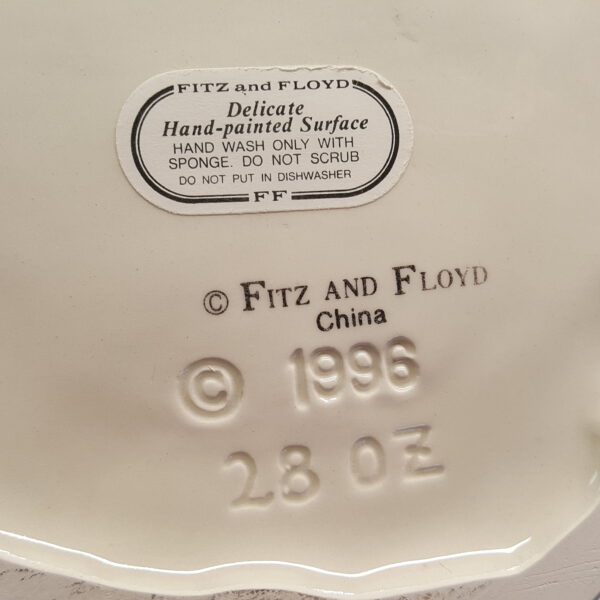 FITZ and FLOYD
Delicate
Hand-painted Surface
HAND WASH ONLY WITH
SPONGE. DO NOT SCRUB
DO NOT PUT IN DISHWASHER
FF
© FITZ AND FLOYD
China
© 1996
28 OZ